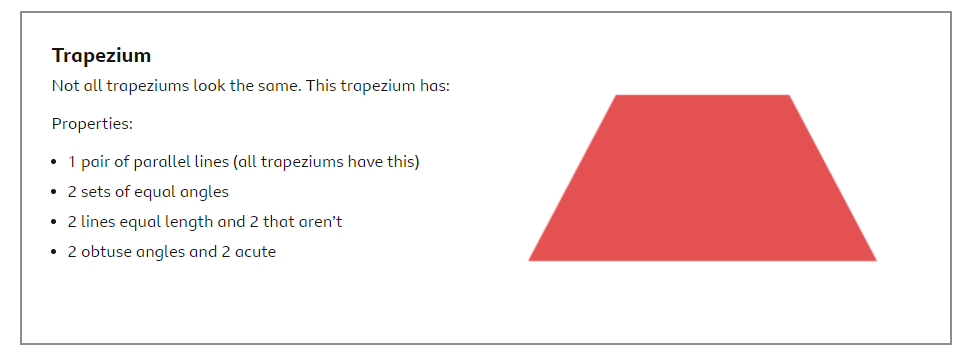 Trapezium
Not all trapeziums look the same. This trapezium has:
Properties:
• 1 pair of parallel lines (all trapeziums have this)
• 2 sets of equal angles
• 2 lines equal length and 2 that aren't
• 2 obtuse angles and 2 acute